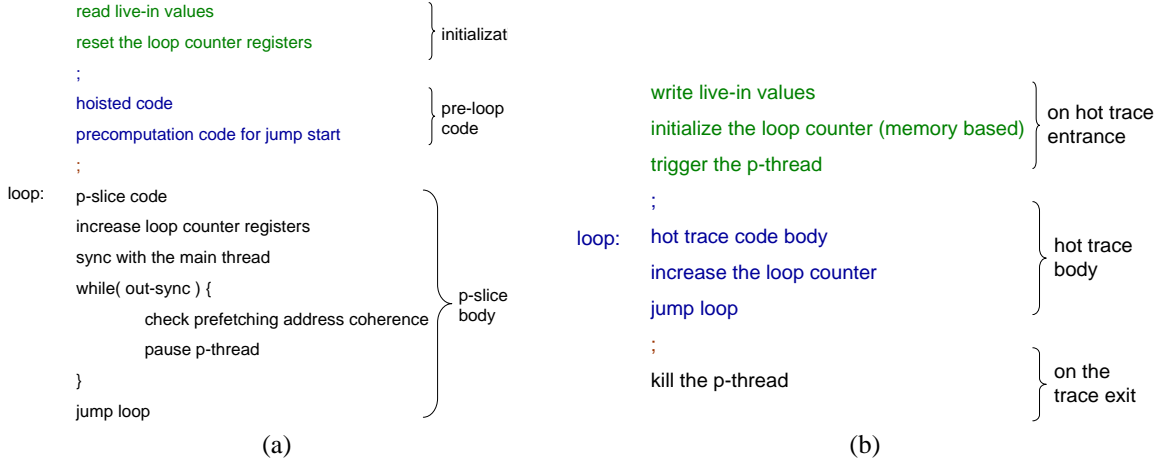 read live-in values
reset the loop counter registers
initializat
;
hoisted code
precomputation code for jump start
pre-loop
code
;
loop: p-slice code
increase loop counter registers
sync with the main thread
while( out-sync ) {
check prefetching address coherence
pause p-thread
}
jump loop
p-slice
body
(a)
write live-in values
initialize the loop counter (memory based)
trigger the p-thread
on hot trace
entrance
;
loop: hot trace code body
increase the loop counter
jump loop
hot trace
body
;
kill the p-thread
on the
trace exit
(b)